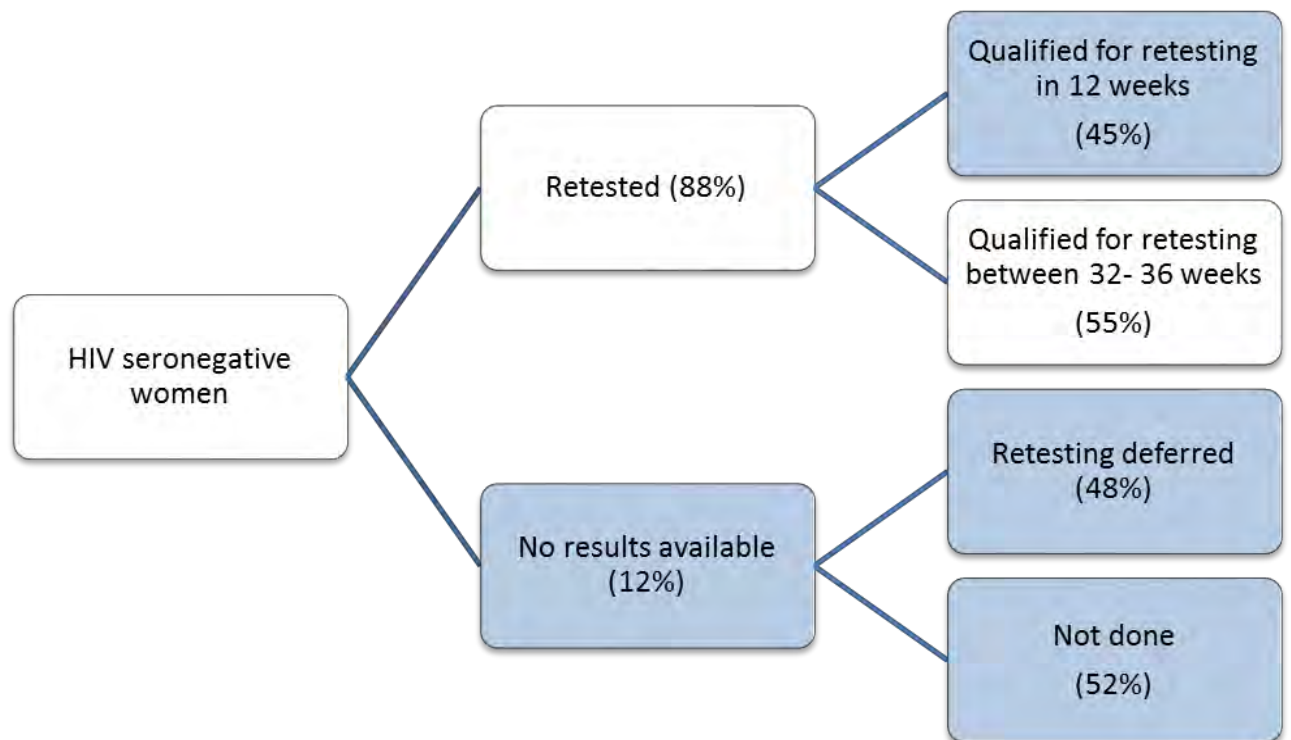 HIV seronegative
women
Retested (88%)
No results available
(12%)
Qualified for retesting
in 12 weeks
(45%)
Qualified for retesting
between 32- 36 weeks
(55%)
Retesting deferred
(48%)
Not done
(52%)